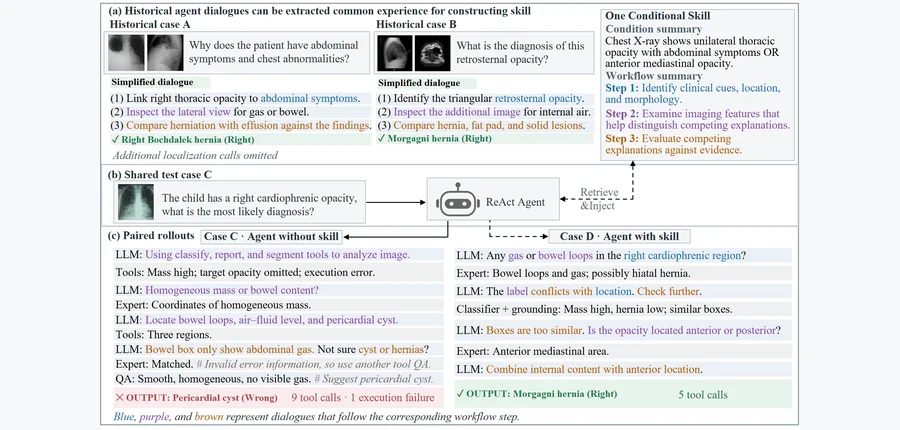 (a) Historical agent dialogues can be extracted common experience for constructing skill
Historical case A
Why does the patient have abdominal
symptoms and chest abnormalities?
Simplified dialogue
(1) Link right thoracic opacity to abdominal symptoms.
(2) Inspect the lateral view for gas or bowel.
(3) Compare herniation with effusion against the findings.
✓ Right Bochdalek hernia (Right)
Additional localization calls omitted
Historical case B
What is the diagnosis of this
retrosternal opacity?
Simplified dialogue
(1) Identify the triangular retrosternal opacity.
(2) Inspect the additional image for internal air.
(3) Compare hernia, fat pad, and solid lesions.
✓ Morgagni hernia (Right)
One Conditional Skill
Condition summary
Chest X-ray shows unilateral thoracic
opacity with abdominal symptoms OR
anterior mediastinal opacity.
Workflow summary
Step 1: Identify clinical cues, location,
and morphology.
Step 2: Examine imaging features that
help distinguish competing explanations.
Step 3: Evaluate competing
explanations against evidence.
(b) Shared test case C
The child has a right cardiophrenic opacity,
what is the most likely diagnosis?
ReAct Agent
Retrieve
&Inject
(c) Paired rollouts
Case C · Agent without skill
LLM: Using classify, report, and segment tools to analyze image.
Tools: Mass high; target opacity omitted; execution error.
LLM: Homogeneous mass or bowel content?
Expert: Coordinates of homogeneous mass.
LLM: Locate bowel loops, air–fluid level, and pericardial cyst.
Tools: Three regions.
LLM: Bowel box only show abdominal gas. Not sure cyst or hernias?
Expert: Matched. # Invalid error information, so use another tool QA.
QA: Smooth, homogeneous, no visible gas. # Suggest pericardial cyst.
✕ OUTPUT: Pericardial cyst (Wrong) 9 tool calls · 1 execution failure
Case D · Agent with skill
LLM: Any gas or bowel loops in the right cardiophrenic region?
Expert: Bowel loops and gas; possibly hiatal hernia.
LLM: The label conflicts with location. Check further.
Classifier + grounding: Mass high, hernia low; similar boxes.
LLM: Boxes are too similar. Is the opacity located anterior or posterior?
Expert: Anterior mediastinal area.
LLM: Combine internal content with anterior location.
✓ OUTPUT: Morgagni hernia (Right) 5 tool calls
Blue, purple, and brown represent dialogues that follow the corresponding workflow step.